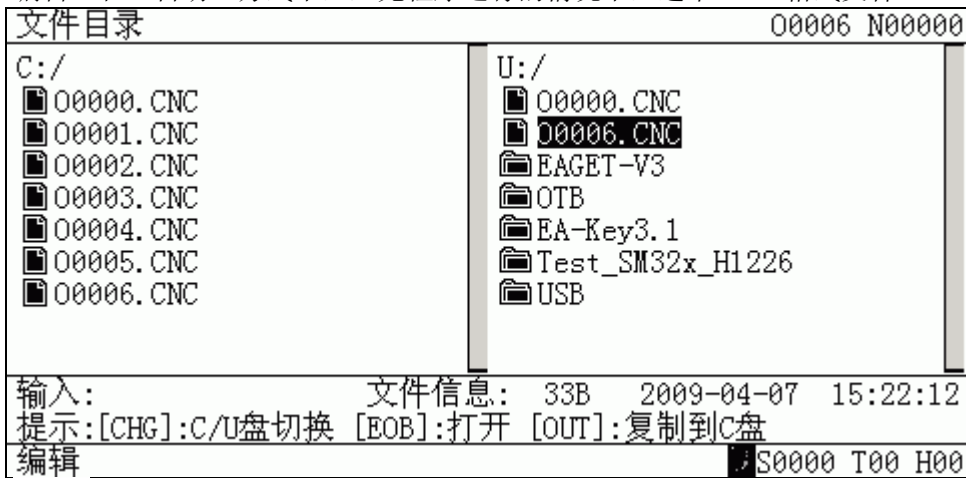 文件目录 O0006 N00000
C:/
O0000.CNC
O0001.CNC
O0002.CNC
O0003.CNC
O0004.CNC
O0005.CNC
O0006.CNC
U:/
O0000.CNC
O0006.CNC
EAGET-V3
OTB
EA-Key3.1
Test_SM32x_H1226
USB
输入: 文件信息: 33B 2009-04-07 15:22:12
提示:[CHG]:C/U盘切换 [EOB]:打开 [OUT]:复制到C盘
编辑 S0000 T00 H00